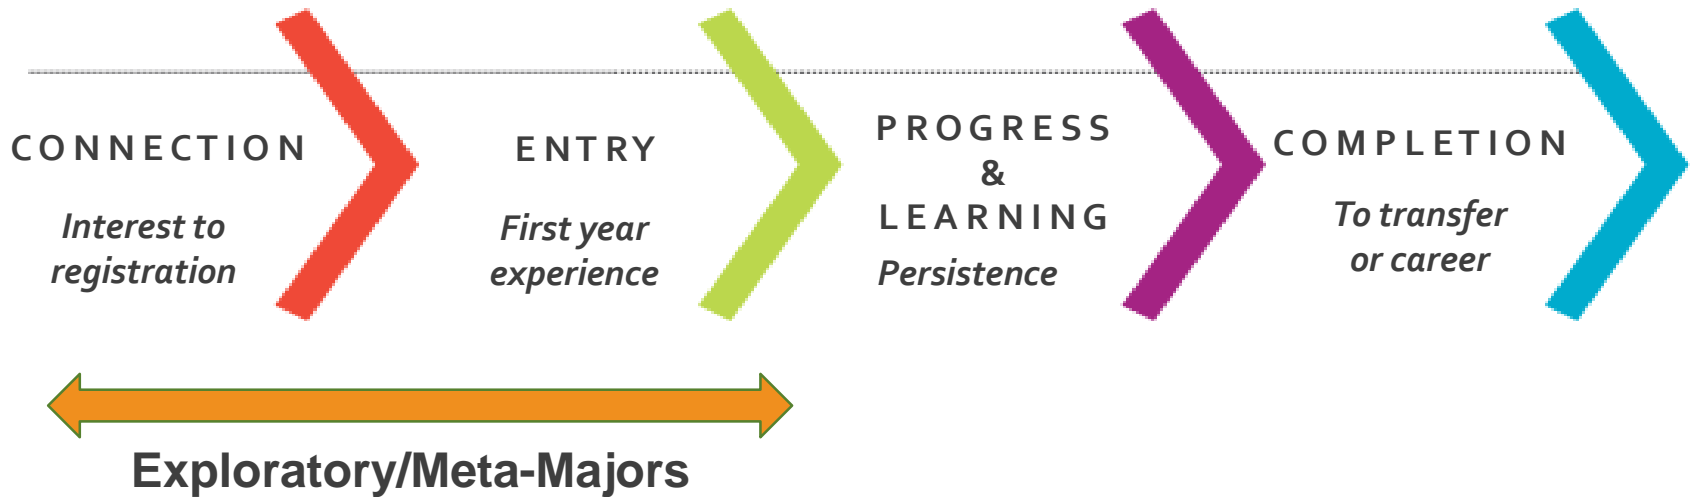 CONNECTION
Interest to
registration
ENTRY
First year
experience
PROGRESS
&
LEARNING
Persistence
COMPLETION
To transfer
or career
Exploratory/Meta-Majors